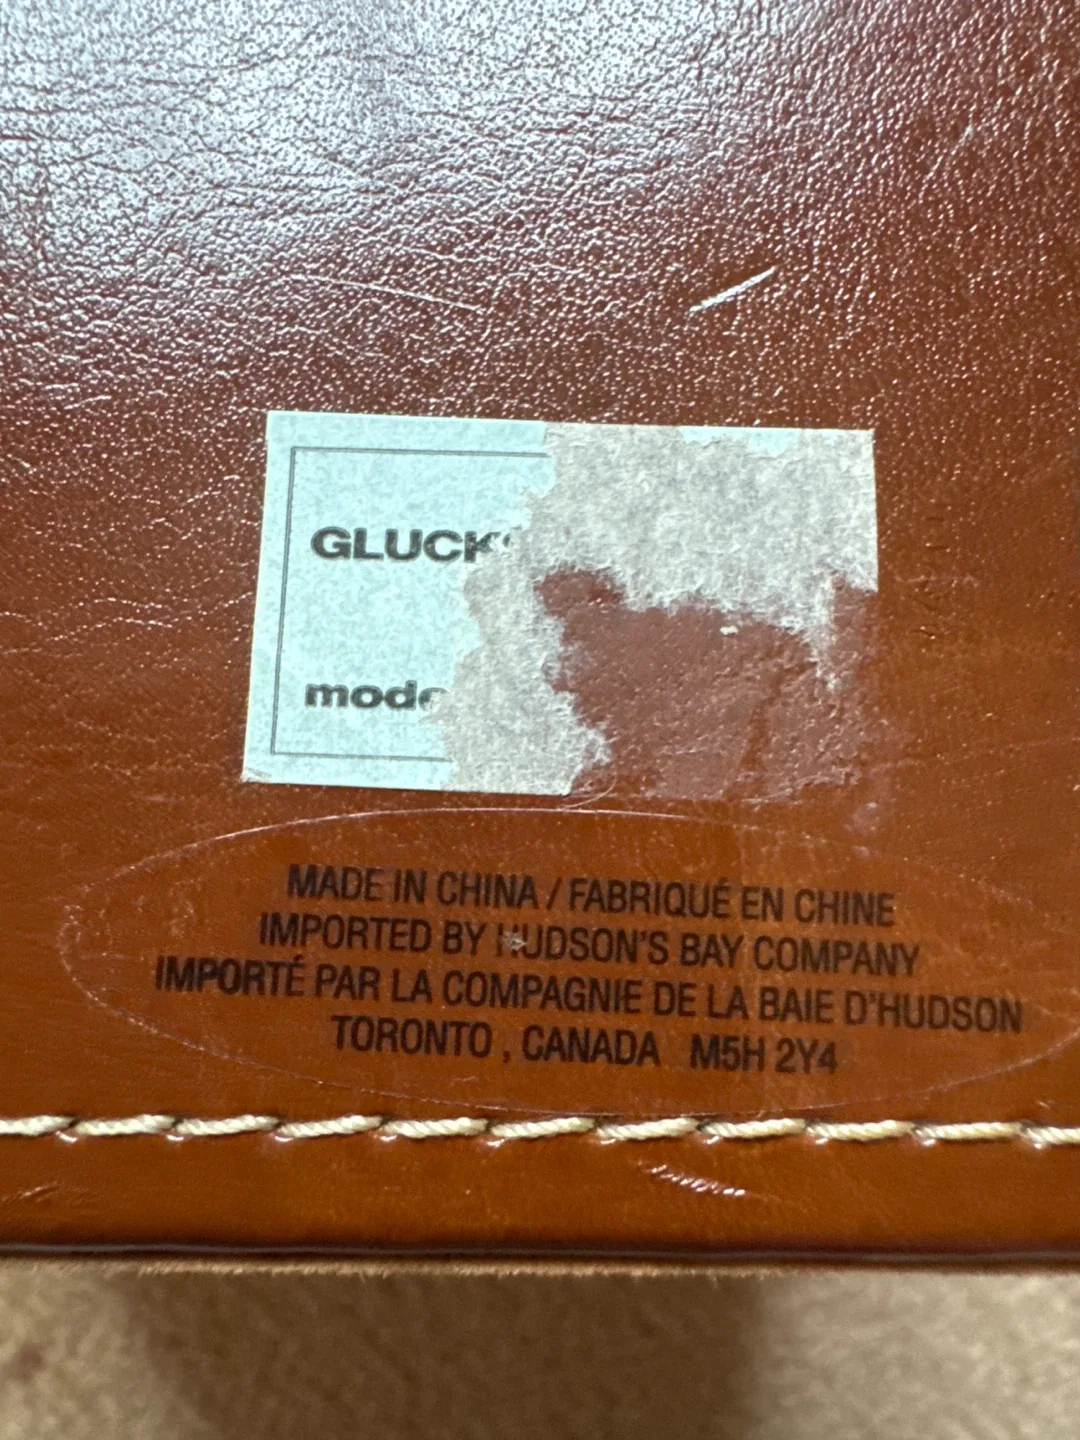 GLUCK
mod
MADE IN CHINA / FABRIQUÉ EN CHINE
IMPORTED BY HUDSON'S BAY COMPANY
IMPORTÉ PAR LA COMPAGNIE DE LA BAIE D'HUDSON
TORONTO , CANADA M5H 2Y4